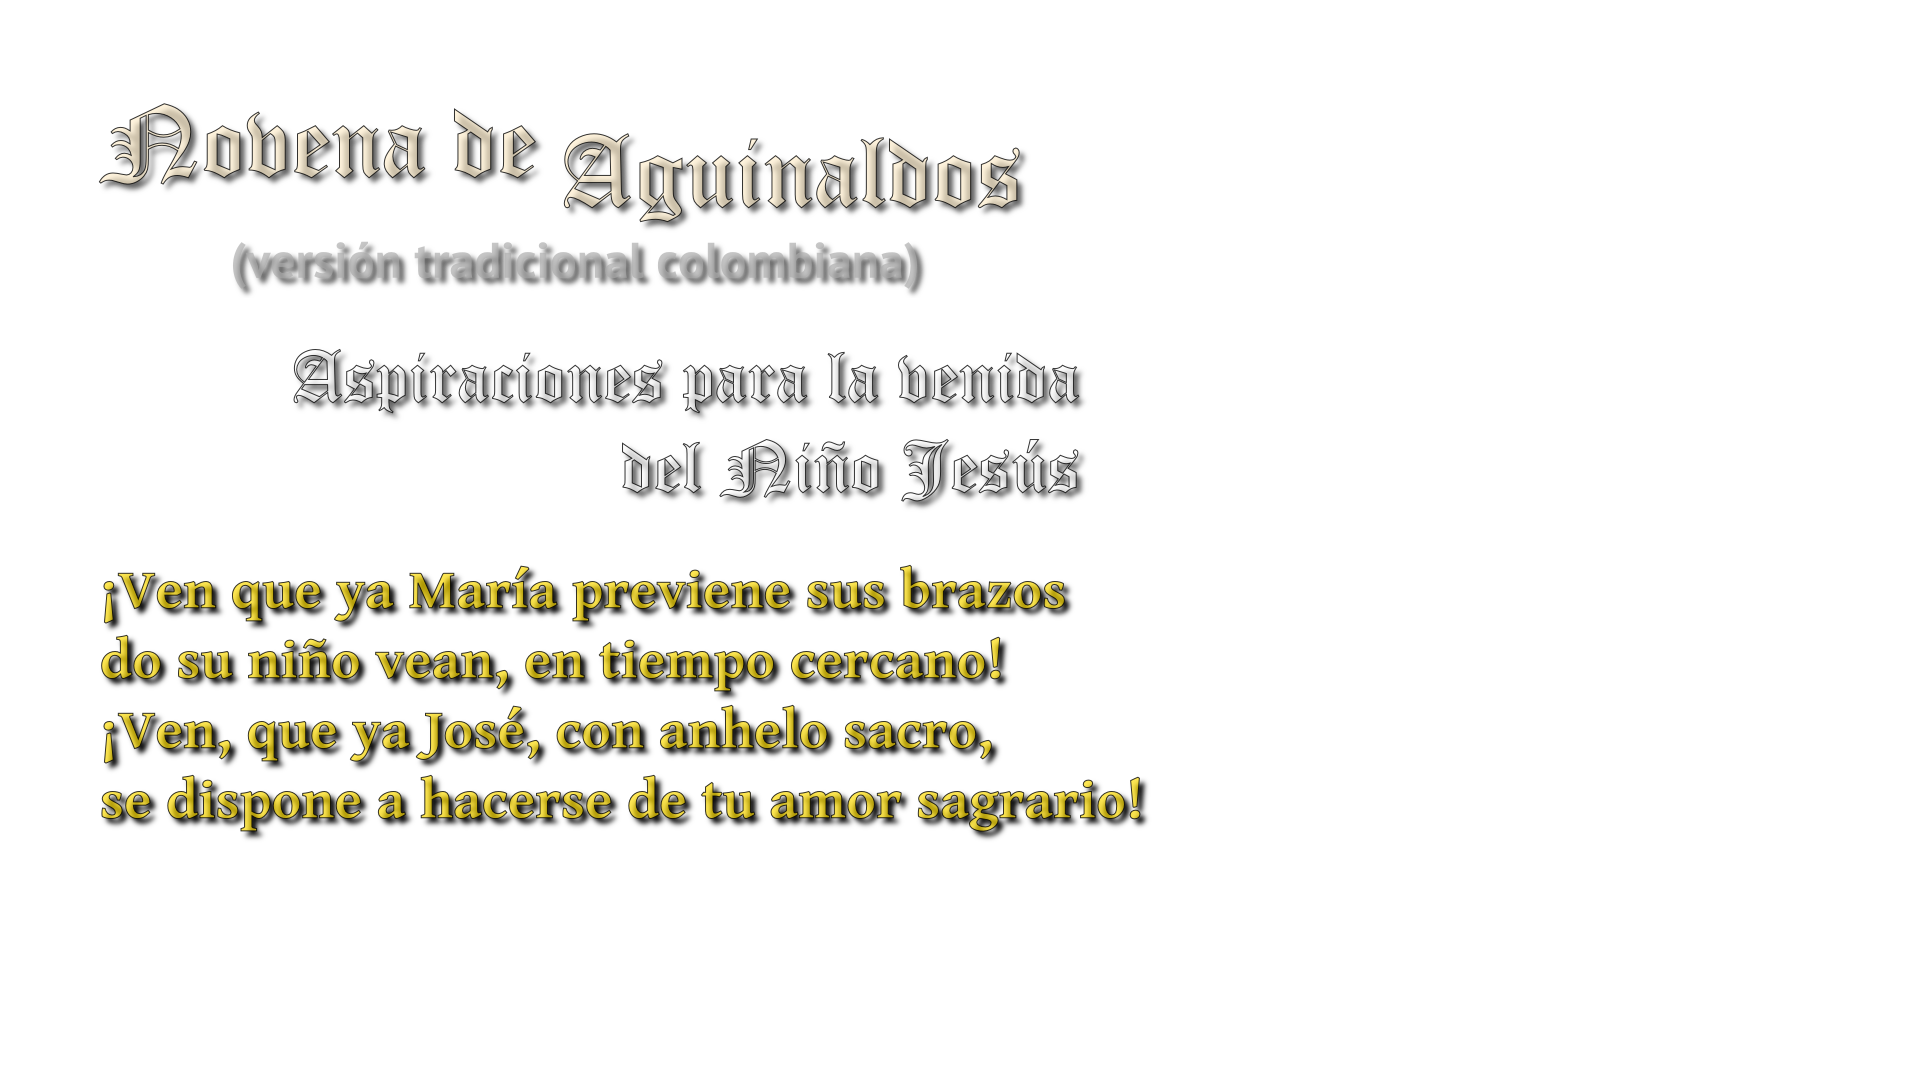 Novena de Aguinaldos
(versión tradicional colombiana)
Aspiraciones para la venida
del Niño Jesús
¡Ven que ya María previene sus brazos
do su niño vean, en tiempo cercano!
¡Ven, que ya José, con anhelo sacro,
se dispone a hacerse de tu amor sagrario!